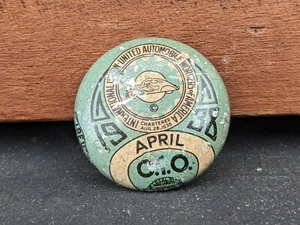 INTERNATIONAL UNION UNITED AUTOMOBILE WORKERS OF AMERICA
©
CHARTERED
AUG. 26, 1935
APRIL
C.I.O.